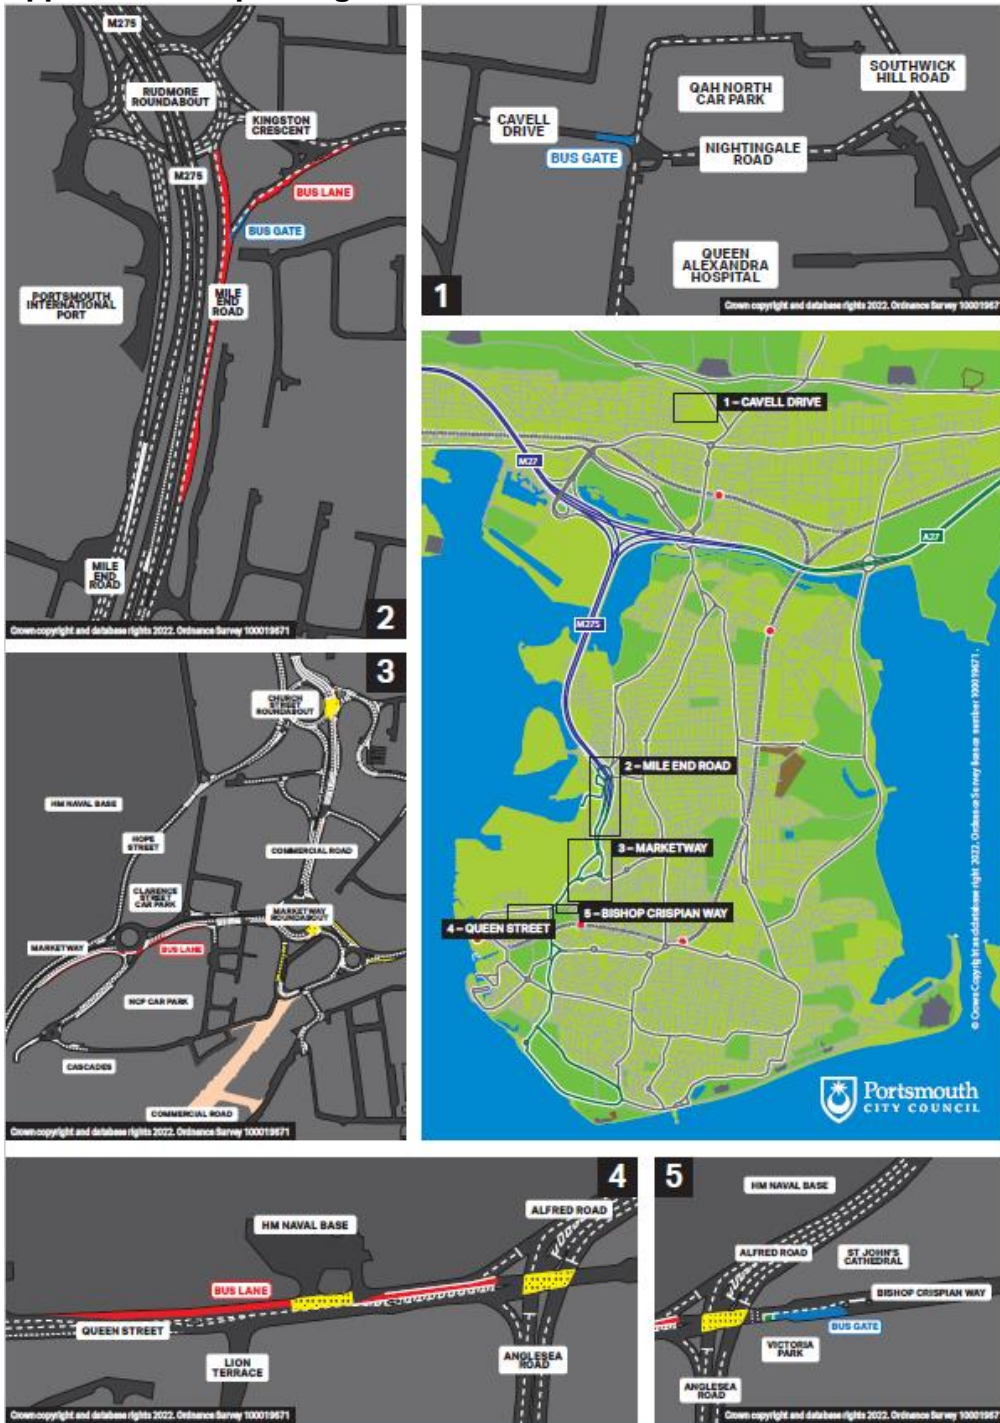 M275
RUDMORE
ROUNDABOUT
KINGSTON
CRESCENT
M275
BUS LANE
BUS GATE
PORTSMOUTH
INTERNATIONAL
PORT
MILE
END
ROAD
MILE
END
ROAD
2
Crown copyright and database rights 2022. Ordnance Survey 100019671
SOUTHWICK
HILL ROAD
QAH NORTH
CAR PARK
CAVELL
DRIVE
BUS GATE
NIGHTINGALE
ROAD
QUEEN
ALEXANDRA
HOSPITAL
1
Crown copyright and database rights 2022. Ordnance Survey 10001967
1 – CAVELL DRIVE
M27
A27
M275
2 – MILE END ROAD
3 – MARKETWAY
5 – BISHOP CRISPIAN WAY
4 – QUEEN STREET
Portsmouth
CITY COUNCIL
3
CHURCH
STREET
ROUNDABOUT
HM NAVAL BASE
HOPE
STREET
COMMERCIAL ROAD
CLARENCE
STREET
CAR PARK
MARKETWAY
ROUNDABOUT
MARKETWAY
BUS LANE
NCP CAR PARK
CASCADES
COMMERCIAL ROAD
Crown copyright and database rights 2022. Ordnance Survey 100019671
4
ALFRED ROAD
HM NAVAL BASE
BUS LANE
QUEEN STREET
LION
TERRACE
ANGLESEA
ROAD
Crown copyright and database rights 2022. Ordnance Survey 100019671
5
HM NAVAL BASE
ALFRED ROAD
ST JOHN'S
CATHEDRAL
BISHOP CRISPIAN WAY
BUS GATE
VICTORIA
PARK
ANGLESEA
ROAD
Crown copyright and database rights 2022. Ordnance Survey 10001967